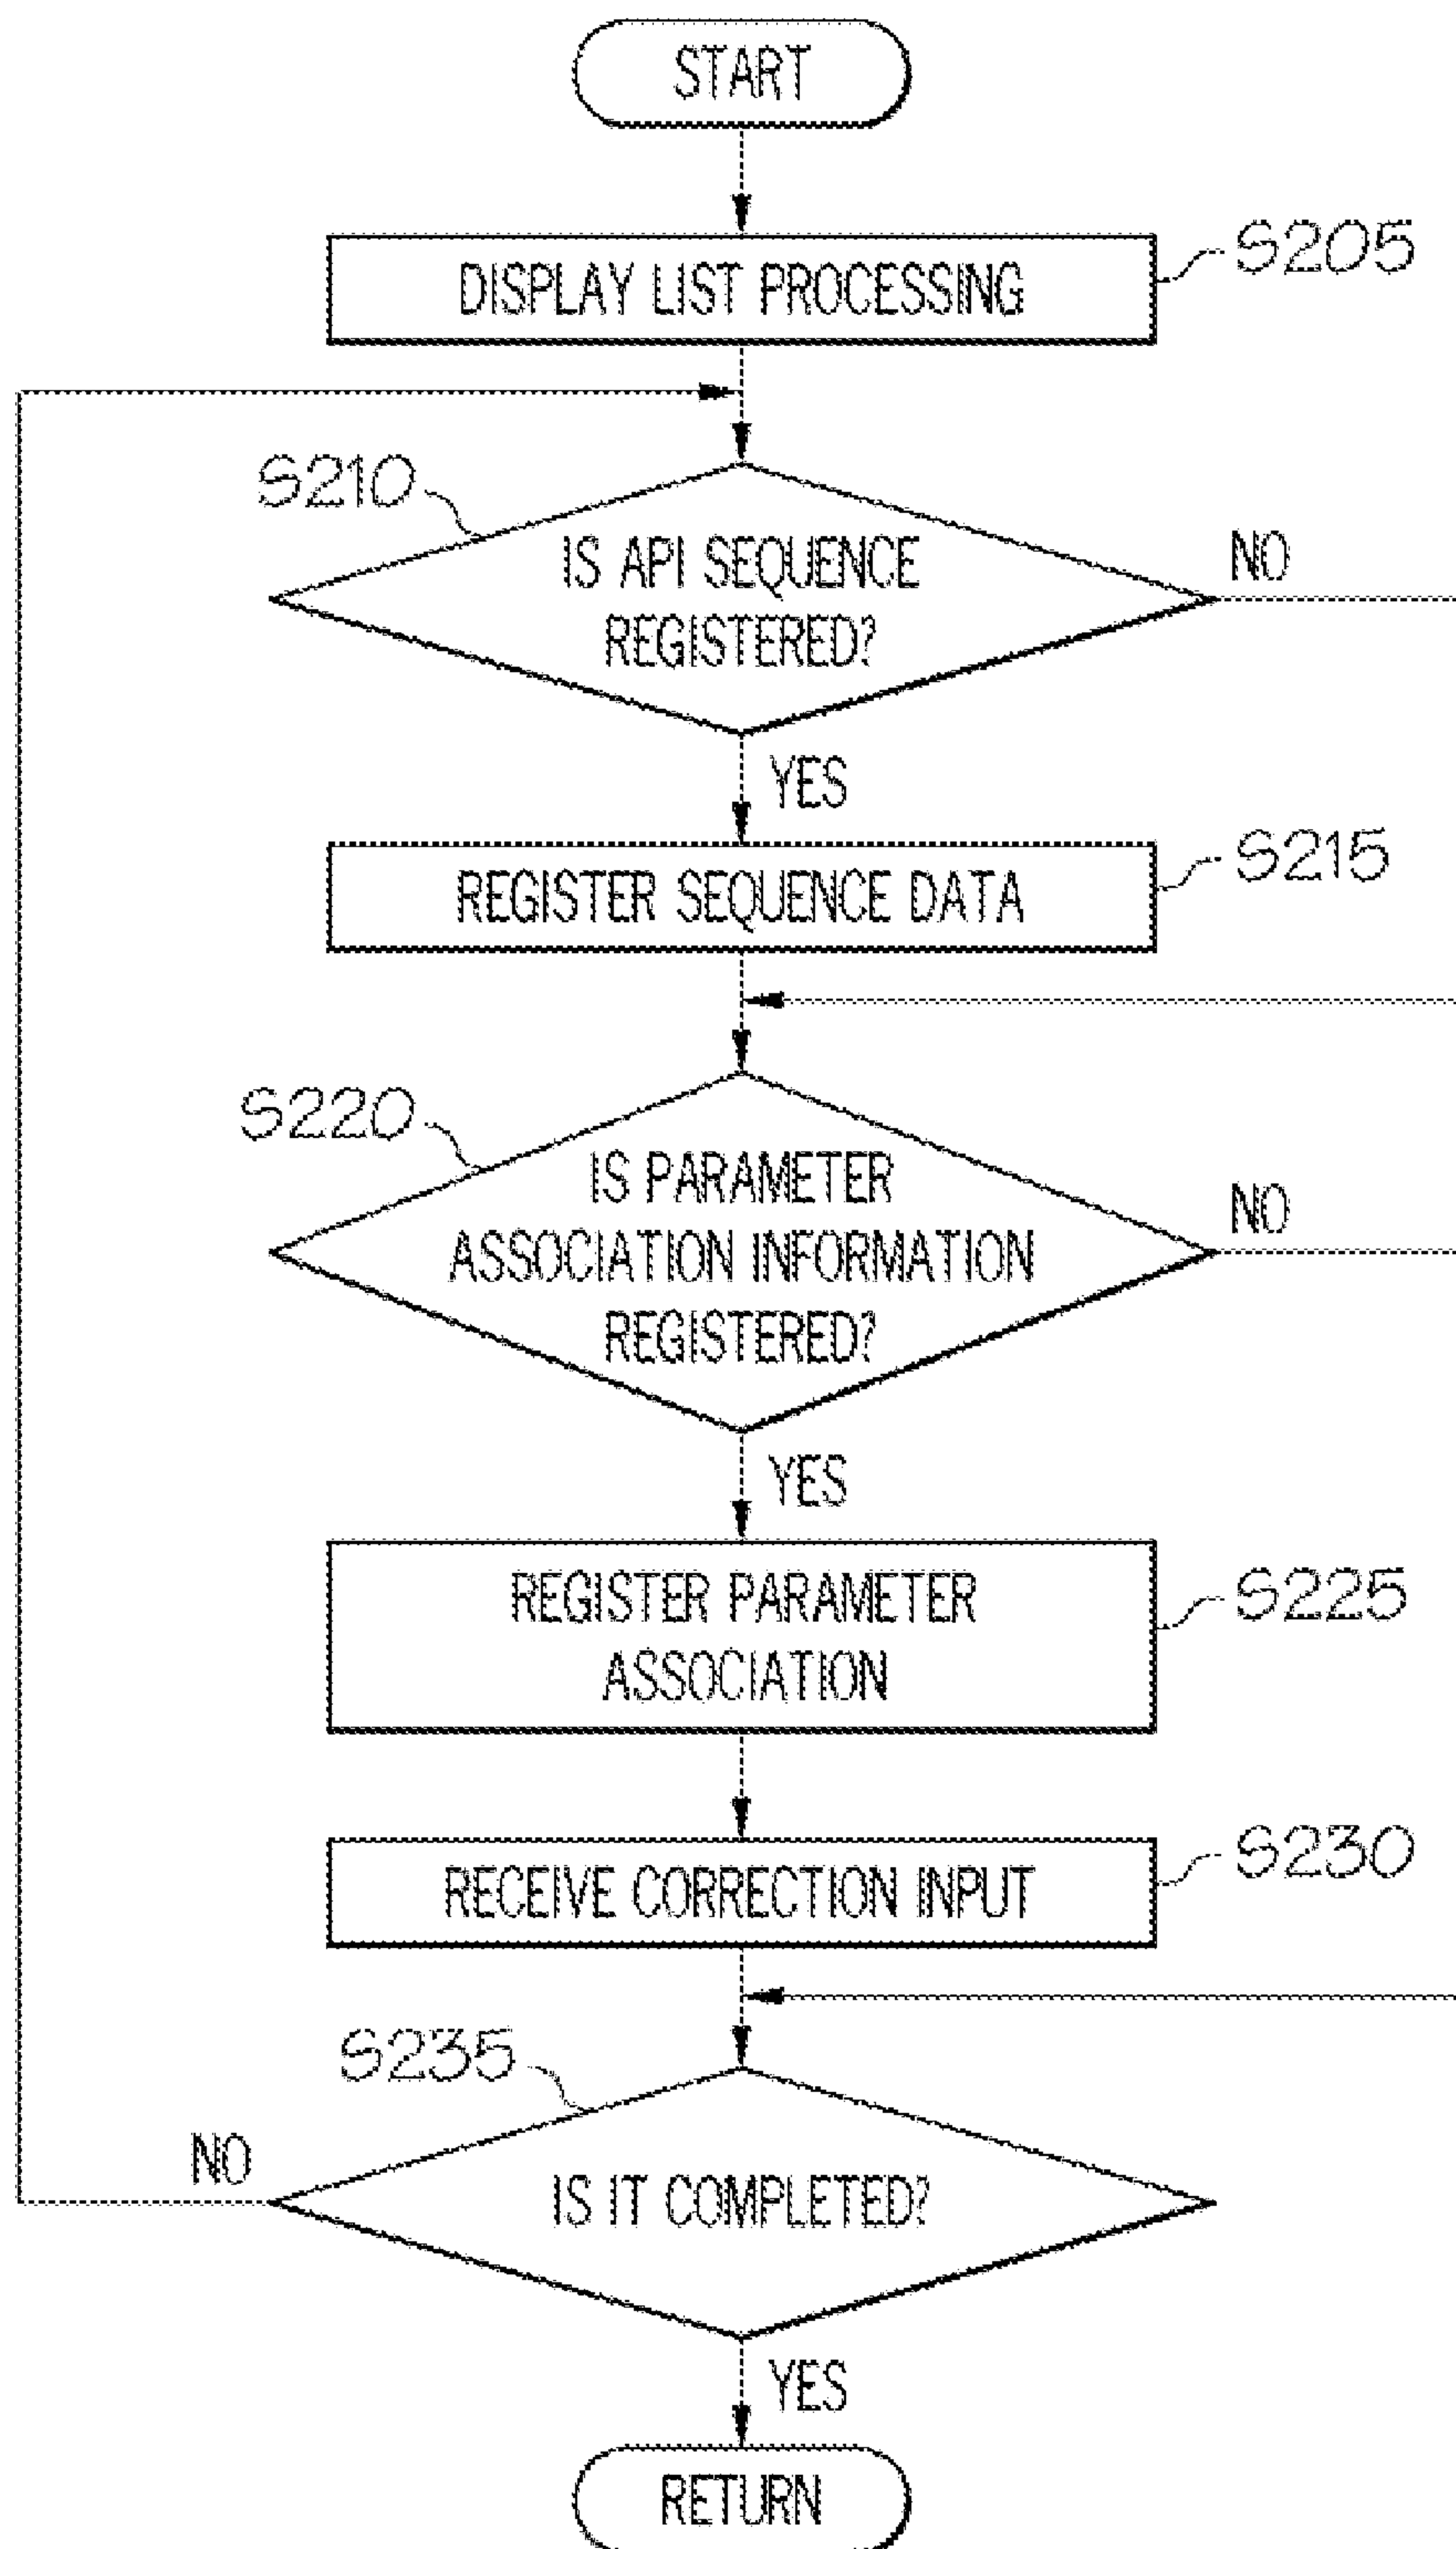 START
DISPLAY LIST PROCESSING
S205
S210
IS API SEQUENCE
REGISTERED?
NO
YES
REGISTER SEQUENCE DATA
S215
S220
IS PARAMETER
ASSOCIATION INFORMATION
REGISTERED?
NO
YES
REGISTER PARAMETER
ASSOCIATION
S225
RECEIVE CORRECTION INPUT
S230
S235
NO
IS IT COMPLETED?
YES
RETURN